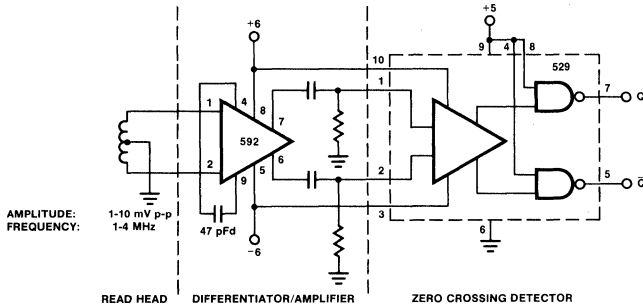 +5
+6
9 4 8
529
10
1
7 Q
1 4 8 7
592
2 9 5 6
2
3
5 Q̅
6
AMPLITUDE: 1-10 mV p-p
FREQUENCY: 1-4 MHz
47 pFd
-6
READ HEAD DIFFERENTIATOR/AMPLIFIER ZERO CROSSING DETECTOR